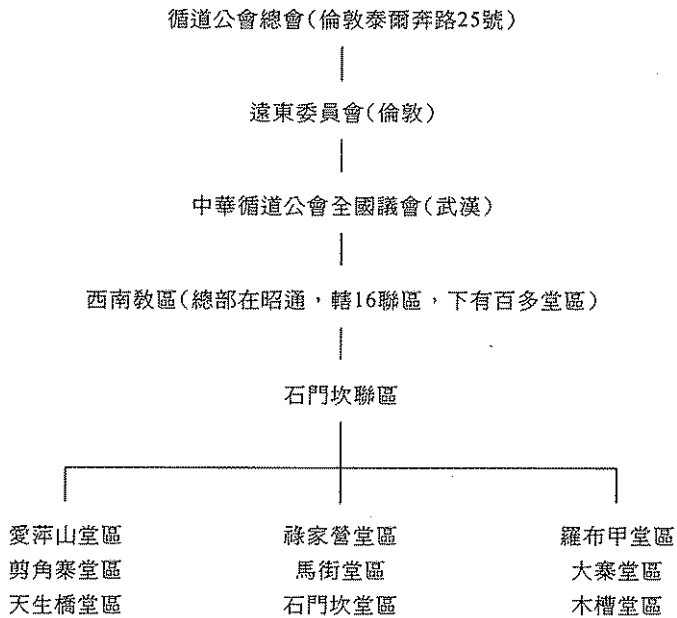 循道公會總會(倫敦泰爾奔路25號)
遠東委員會(倫敦)
中華循道公會全國議會(武漢)
西南教區(總部在昭通，轄16聯區，下有百多堂區)
石門坎聯區
愛萍山堂區 祿家營堂區 羅布甲堂區
剪角寨堂區 馬街堂區 大寨堂區
天生橋堂區 石門坎堂區 木槽堂區